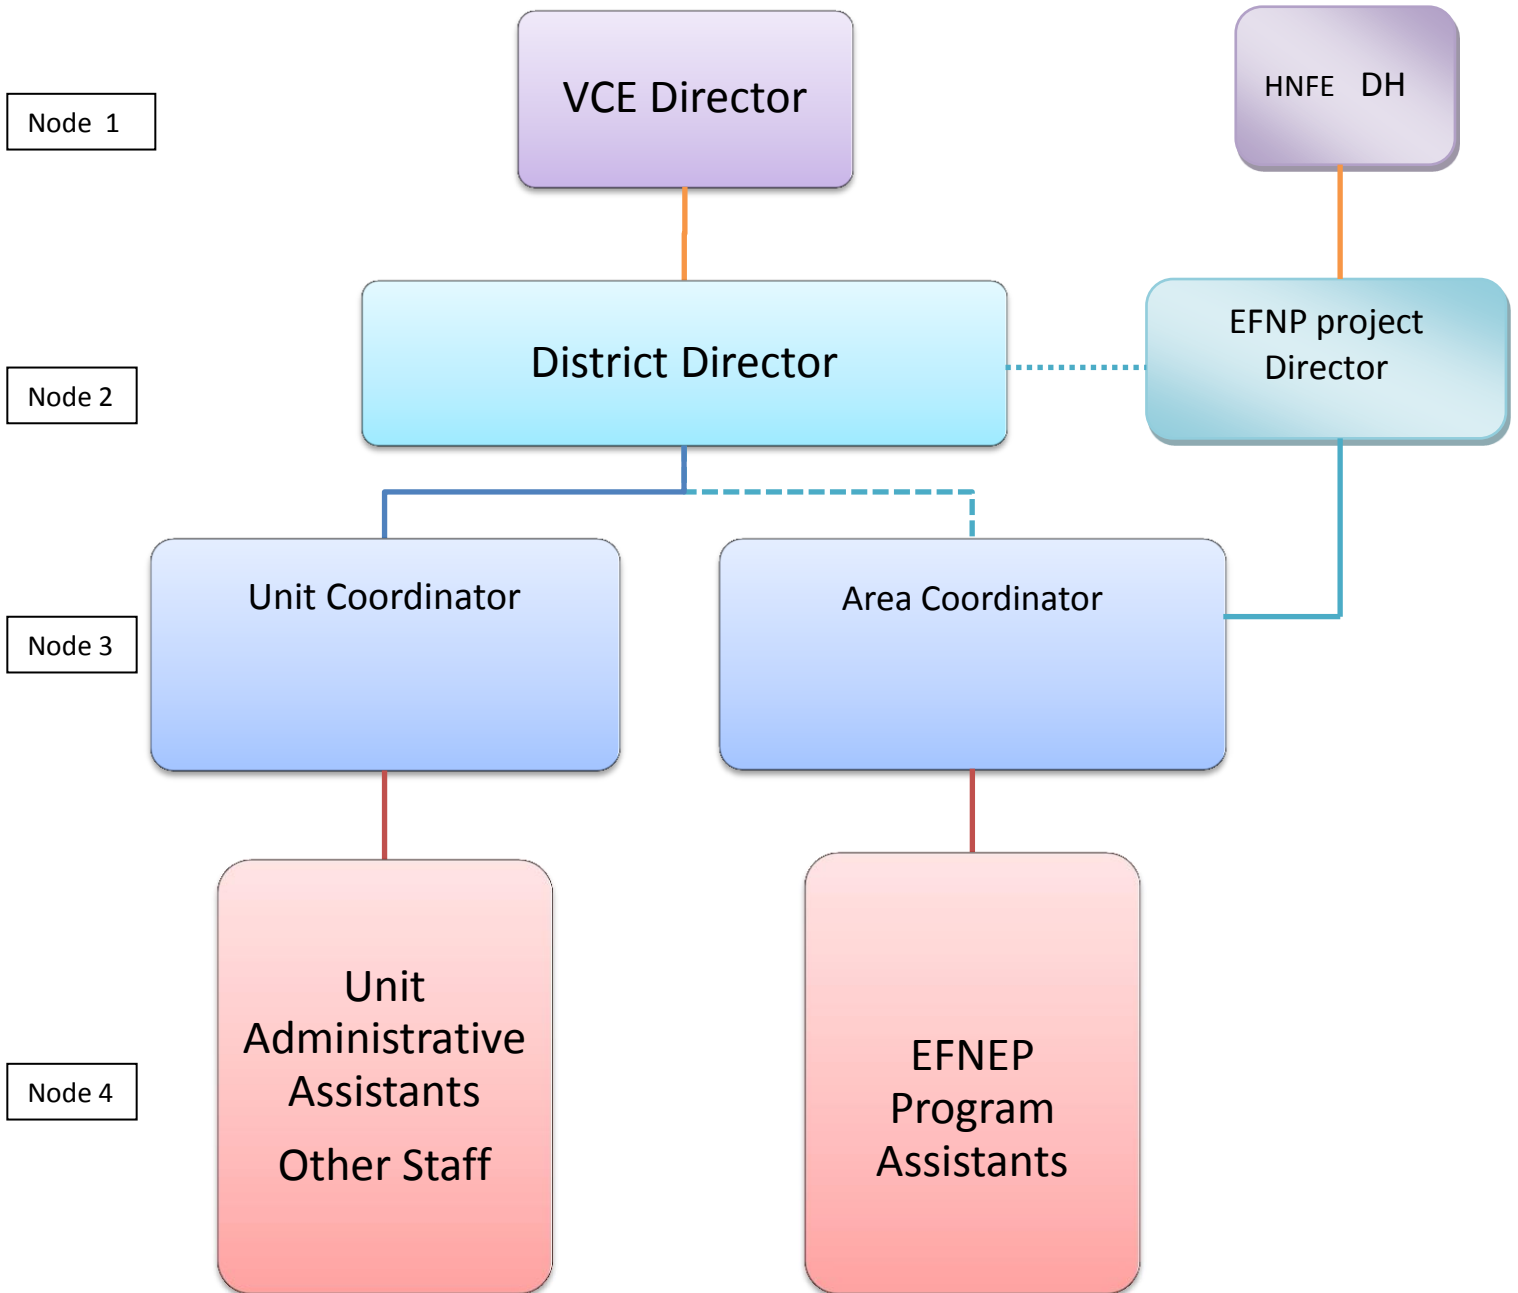 VCE Director
HNFE DH
Node 1
District Director
EFNP project
Director
Node 2
Unit Coordinator
Area Coordinator
Node 3
Unit
Administrative
Assistants
Other Staff
EFNEP
Program
Assistants
Node 4